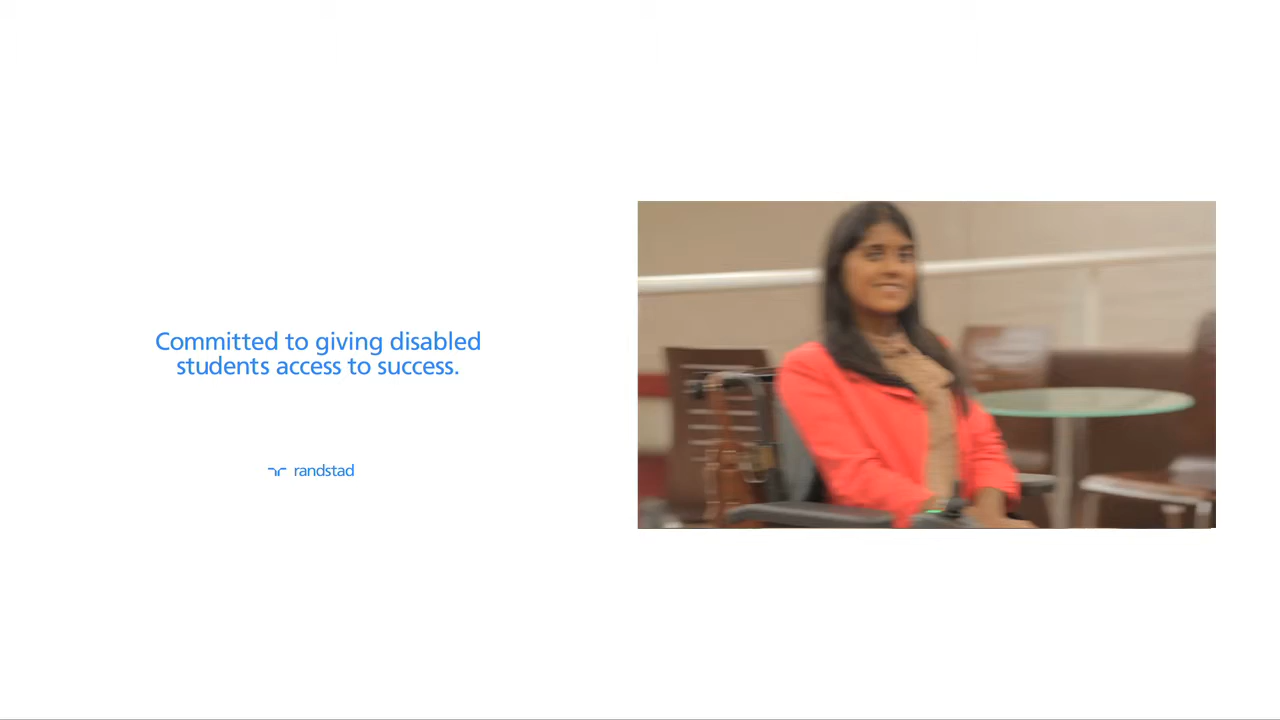 Committed to giving disabled
students access to success.
randstad